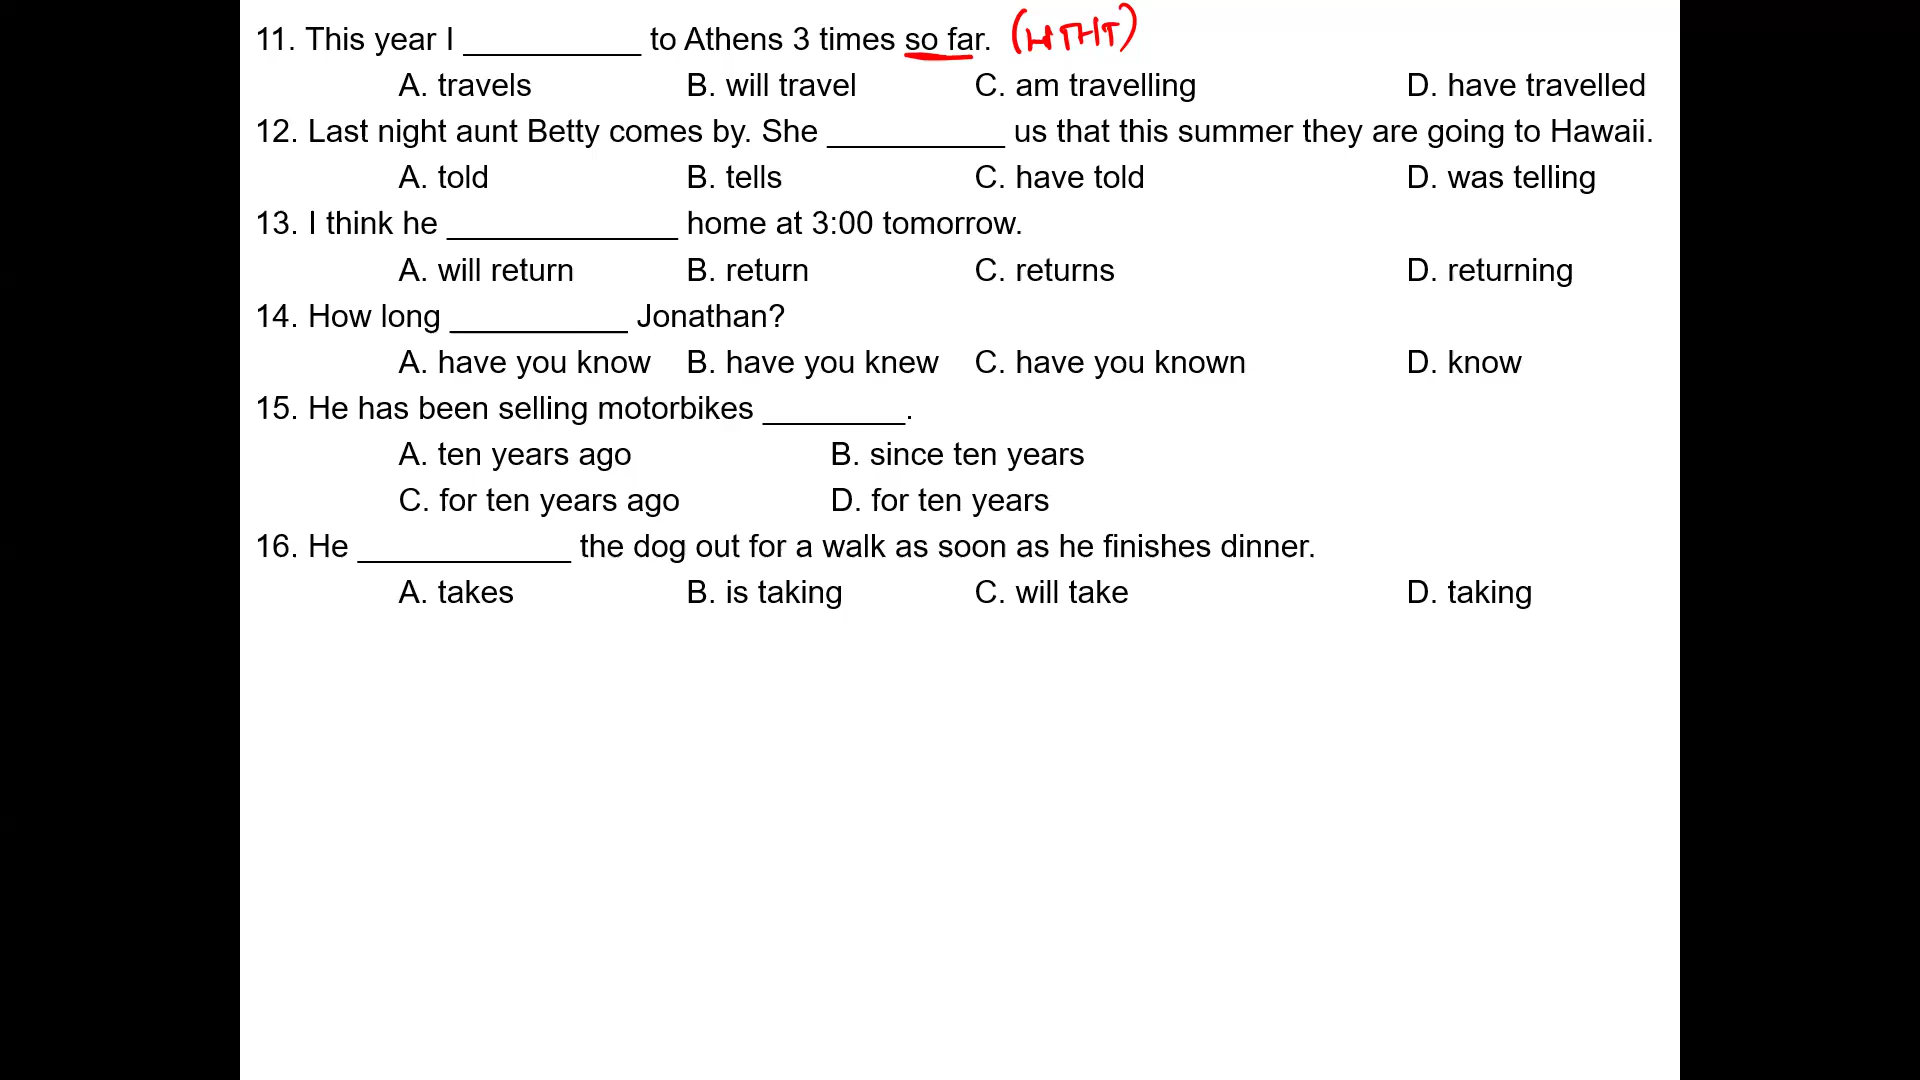 11. This year I __________ to Athens 3 times so far. (HTHT)
A. travels B. will travel C. am travelling D. have travelled
12. Last night aunt Betty comes by. She __________ us that this summer they are going to Hawaii.
A. told B. tells C. have told D. was telling
13. I think he _____________ home at 3:00 tomorrow.
A. will return B. return C. returns D. returning
14. How long __________ Jonathan?
A. have you know B. have you knew C. have you known D. know
15. He has been selling motorbikes ________.
A. ten years ago B. since ten years
C. for ten years ago D. for ten years
16. He ____________ the dog out for a walk as soon as he finishes dinner.
A. takes B. is taking C. will take D. taking